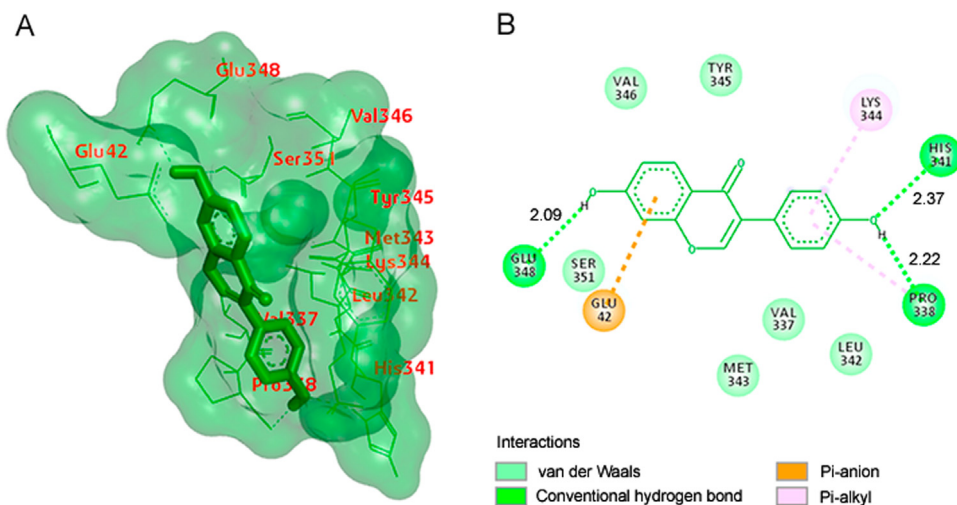 A
Glu348
Val346
Glu42
Ser351
Tyr345
Met343
Lys344
Leu342
Val337
His341
Pro338
B
VAL
346
TYR
345
LYS
344
HIS
341
O
2.37
H
O
2.09
GLU
348
SER
351
GLU
42
O
O
H
2.22
PRO
338
VAL
337
LEU
342
MET
343
Interactions
van der Waals
Conventional hydrogen bond
Pi-anion
Pi-alkyl